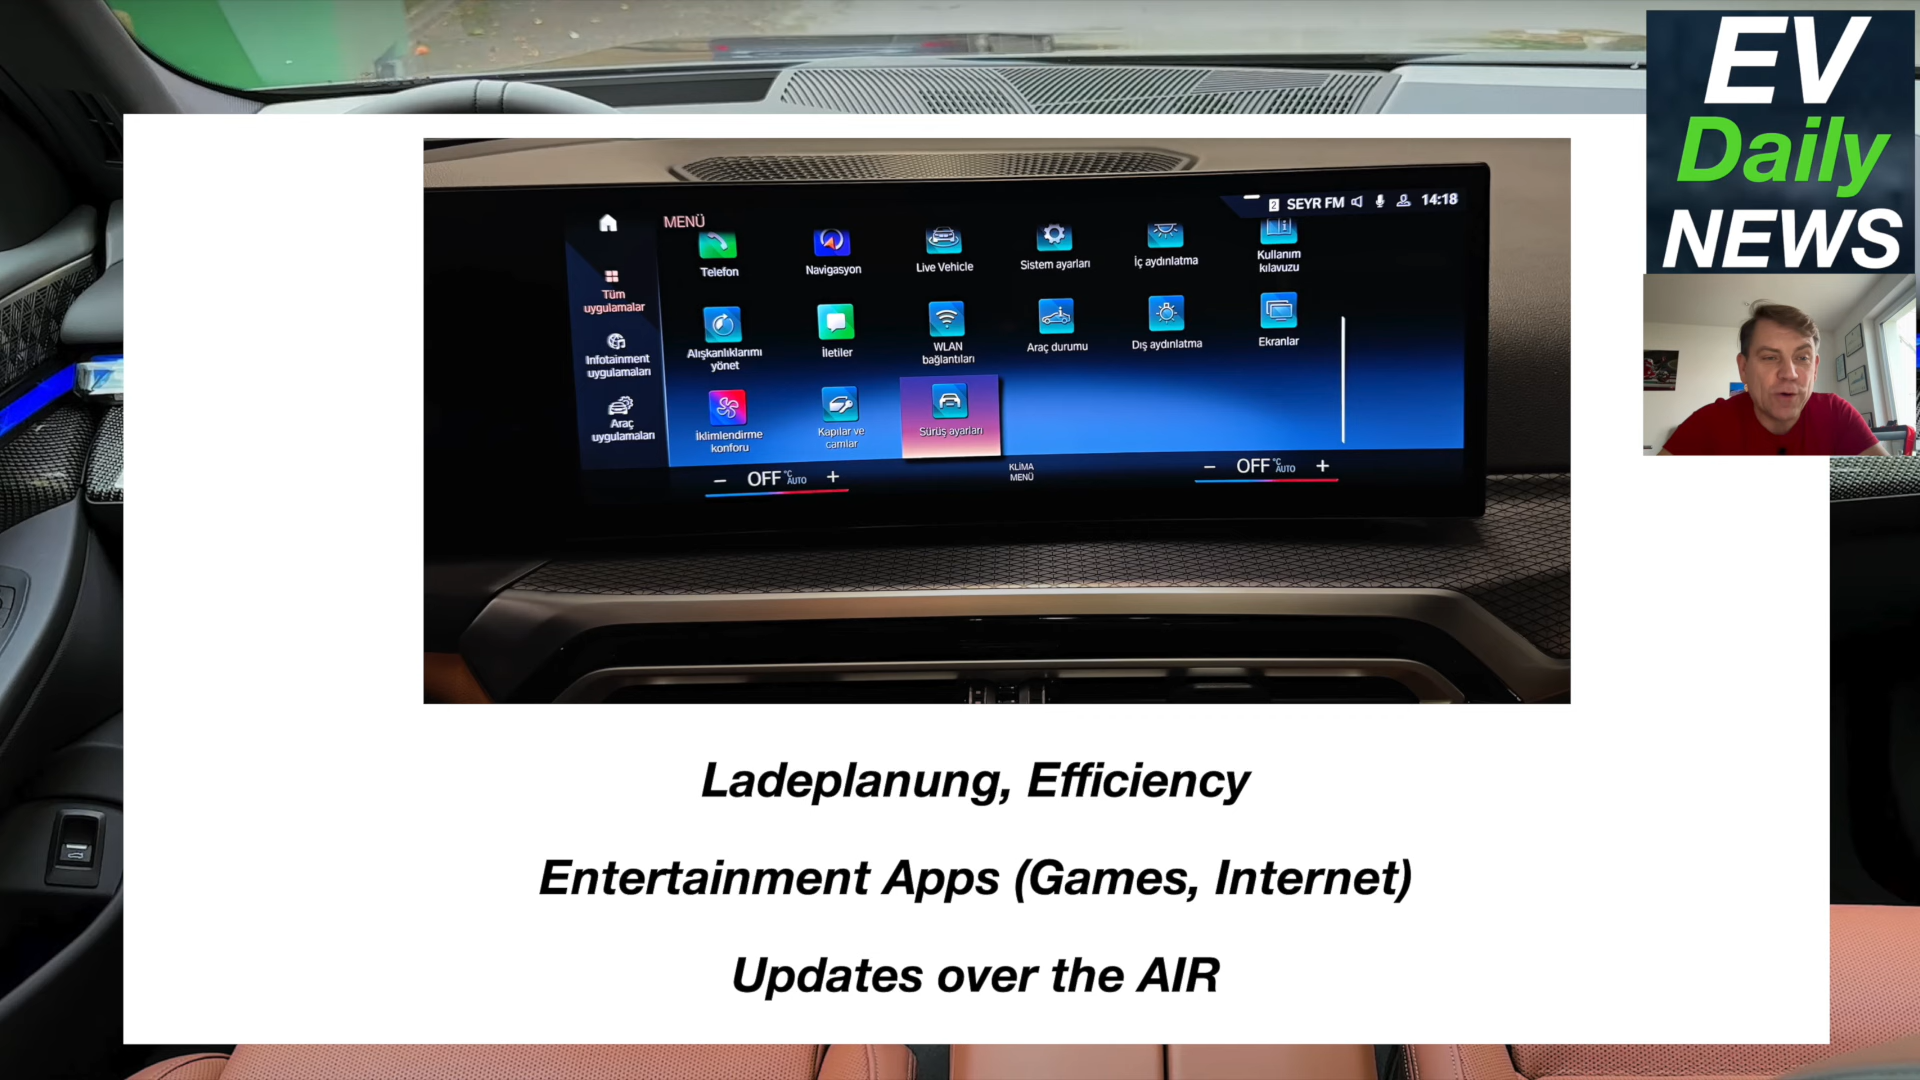 EV
Daily
NEWS
2 SEYR FM 14:18
MENÜ
Telefon
Navigasyon
Live Vehicle
Sistem ayarları
İç aydınlatma
Kullanım
kılavuzu
Tüm
uygulamalar
Alışkanlıklarımı
yönet
İletiler
WLAN
bağlantıları
Araç durumu
Dış aydınlatma
Ekranlar
Infotainment
uygulamaları
Araç
uygulamaları
İklimlendirme
konforu
Kapılar ve
camlar
Sürüş ayarları
− OFF °C AUTO +
KLİMA
MENÜ
− OFF °C AUTO +
Ladeplanung, Efficiency
Entertainment Apps (Games, Internet)
Updates over the AIR